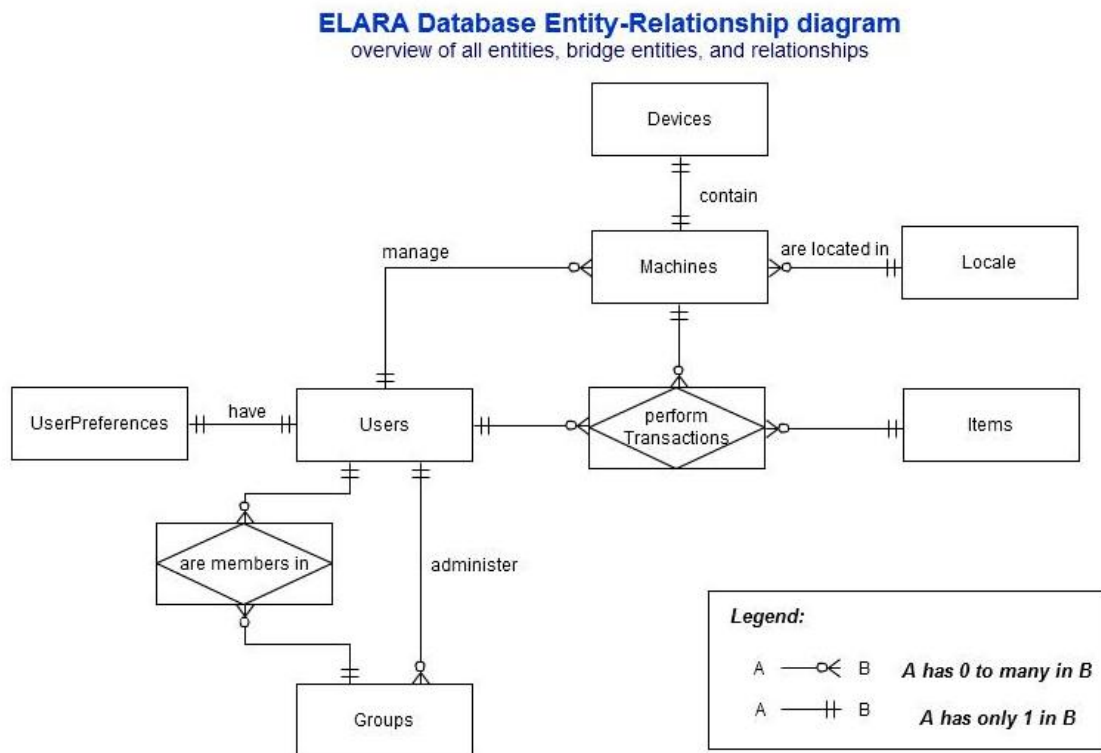 ELARA Database Entity-Relationship diagram
overview of all entities, bridge entities, and relationships
Devices
contain
manage
Machines
are located in
Locale
UserPreferences
have
Users
perform
Transactions
Items
are members in
administer
Groups
Legend:
A B A has 0 to many in B
A B A has only 1 in B